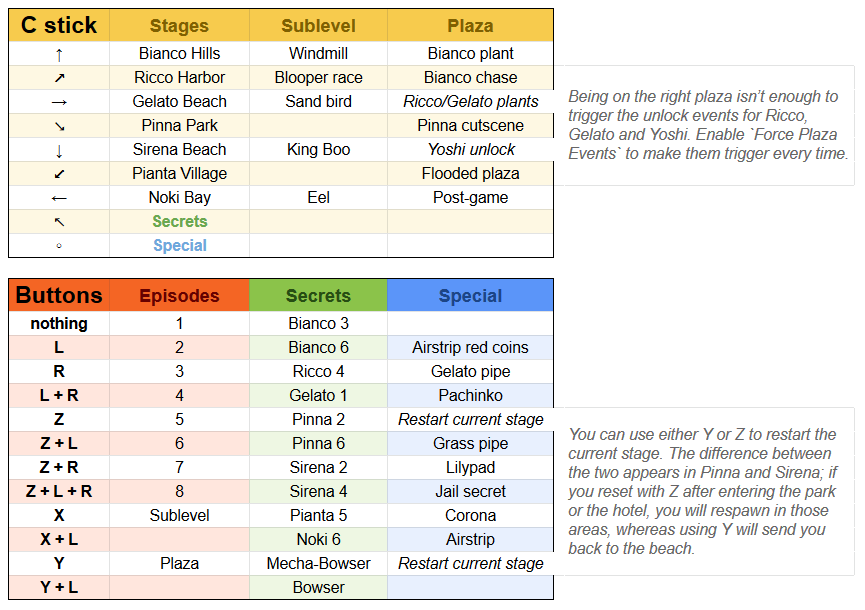 C stick Stages Sublevel Plaza
↑ Bianco Hills Windmill Bianco plant
↗ Ricco Harbor Blooper race Bianco chase
→ Gelato Beach Sand bird Ricco/Gelato plants
↘ Pinna Park Pinna cutscene
↓ Sirena Beach King Boo Yoshi unlock
↙ Pianta Village Flooded plaza
← Noki Bay Eel Post-game
↖ Secrets
∘ Special
Being on the right plaza isn’t enough to
trigger the unlock events for Ricco,
Gelato and Yoshi. Enable `Force Plaza
Events` to make them trigger every time.
Buttons Episodes Secrets Special
nothing 1 Bianco 3
L 2 Bianco 6 Airstrip red coins
R 3 Ricco 4 Gelato pipe
L + R 4 Gelato 1 Pachinko
Z 5 Pinna 2 Restart current stage
Z + L 6 Pinna 6 Grass pipe
Z + R 7 Sirena 2 Lilypad
Z + L + R 8 Sirena 4 Jail secret
X Sublevel Pianta 5 Corona
X + L Noki 6 Airstrip
Y Plaza Mecha-Bowser Restart current stage
Y + L Bowser
You can use either Y or Z to restart the
current stage. The difference between
the two appears in Pinna and Sirena; if
you reset with Z after entering the park
or the hotel, you will respawn in those
areas, whereas using Y will send you
back to the beach.